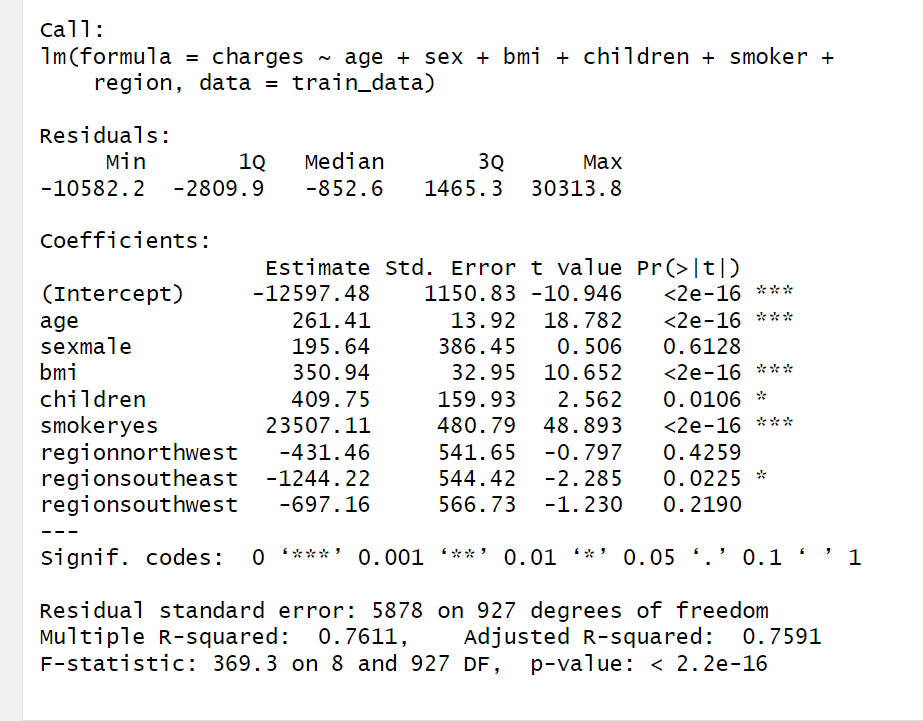 Call:
lm(formula = charges ~ age + sex + bmi + children + smoker +
    region, data = train_data)

Residuals:
     Min       1Q   Median       3Q      Max
-10582.2  -2809.9   -852.6   1465.3  30313.8

Coefficients:
                 Estimate Std. Error t value Pr(>|t|)
(Intercept)     -12597.48    1150.83 -10.946   <2e-16 ***
age                261.41      13.92  18.782   <2e-16 ***
sexmale            195.64     386.45   0.506   0.6128
bmi                350.94      32.95  10.652   <2e-16 ***
children           409.75     159.93   2.562   0.0106 *
smokeryes        23507.11     480.79  48.893   <2e-16 ***
regionnorthwest   -431.46     541.65  -0.797   0.4259
regionsoutheast  -1244.22     544.42  -2.285   0.0225 *
regionsouthwest   -697.16     566.73  -1.230   0.2190
---
Signif. codes:  0 ‘***’ 0.001 ‘**’ 0.01 ‘*’ 0.05 ‘.’ 0.1 ‘ ’ 1

Residual standard error: 5878 on 927 degrees of freedom
Multiple R-squared:  0.7611,    Adjusted R-squared:  0.7591
F-statistic: 369.3 on 8 and 927 DF,  p-value: < 2.2e-16